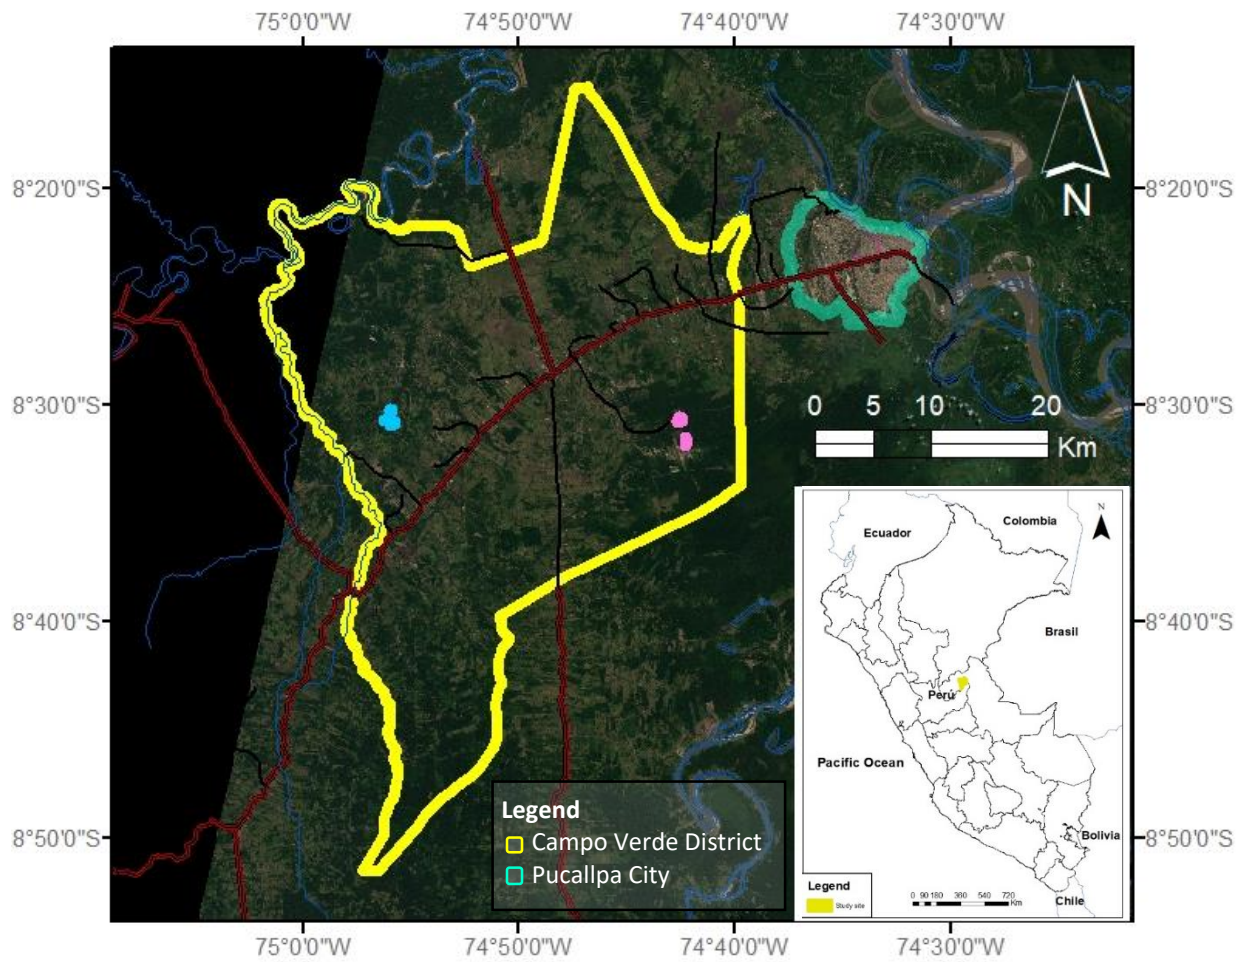 75°0'0"W 74°50'0"W 74°40'0"W 74°30'0"W
8°20'0"S 8°20'0"S
N
8°30'0"S 8°30'0"S
0 5 10 20
Km
N
Ecuador Colombia
8°40'0"S 8°40'0"S
Brasil
Perú
Pacific Ocean
Legend
Campo Verde District
Pucallpa City
8°50'0"S 8°50'0"S
Bolivia
Legend
Study site
0 90 180 360 540 720
Km
Chile
75°0'0"W 74°50'0"W 74°40'0"W 74°30'0"W